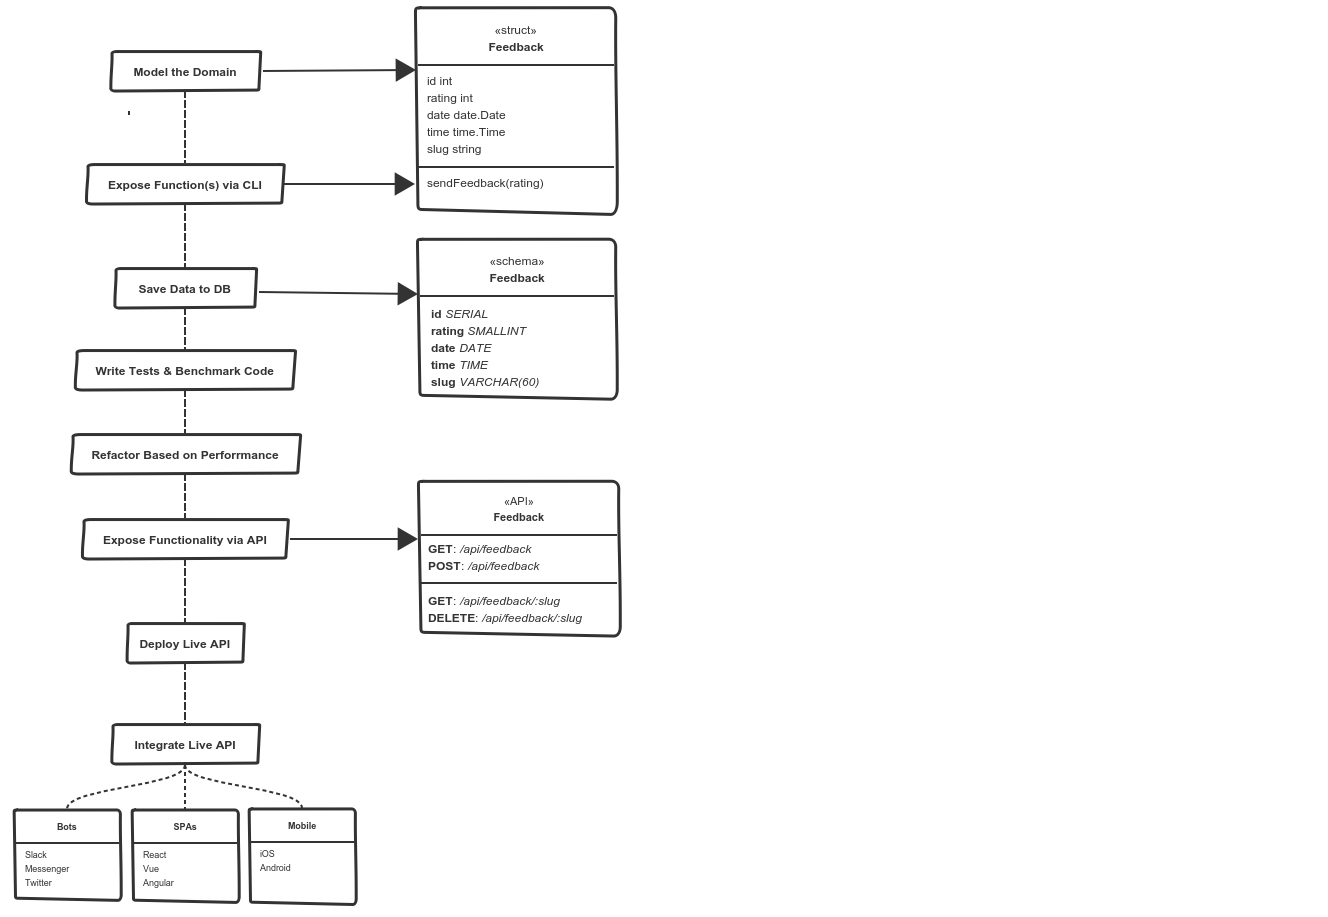 Model the Domain
«struct»
Feedback
id int
rating int
date date.Date
time time.Time
slug string
Expose Function(s) via CLI
sendFeedback(rating)
Save Data to DB
«schema»
Feedback
id SERIAL
rating SMALLINT
date DATE
time TIME
slug VARCHAR(60)
Write Tests & Benchmark Code
Refactor Based on Perforrmance
Expose Functionality via API
«API»
Feedback
GET: /api/feedback
POST: /api/feedback
GET: /api/feedback/:slug
DELETE: /api/feedback/:slug
Deploy Live API
Integrate Live API
Bots
Slack
Messenger
Twitter
SPAs
React
Vue
Angular
Mobile
iOS
Android